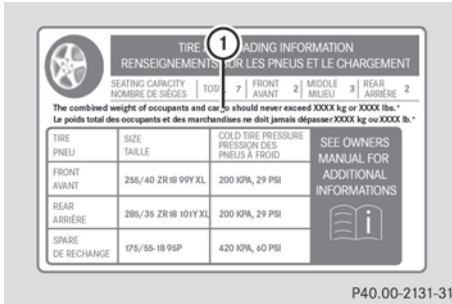 1
TIRE AND LOADING INFORMATION
RENSEIGNEMENTS SUR LES PNEUS ET LE CHARGEMENT
SEATING CAPACITY TOTAL 7 FRONT 2 MIDDLE 3 REAR 2
NOMBRE DE SIÈGES AVANT MILIEU ARRIÈRE
The combined weight of occupants and cargo should never exceed XXXX kg or XXXX lbs.*
Le poids total des occupants et des marchandises ne doit jamais dépasser XXXX kg ou XXXX lb.*
TIRE SIZE COLD TIRE PRESSURE
PNEU TAILLE PRESSION DES
PNEUS À FROID
SEE OWNERS
MANUAL FOR
ADDITIONAL
INFORMATIONS
FRONT
AVANT 255/40 ZR18 99Y XL 200 KPA, 29 PSI
REAR
ARRIÈRE 285/35 ZR18 101Y XL 200 KPA, 29 PSI
SPARE
DE RECHANGE 175/55-18 95P 420 KPA, 60 PSI
i
P40.00-2131-31